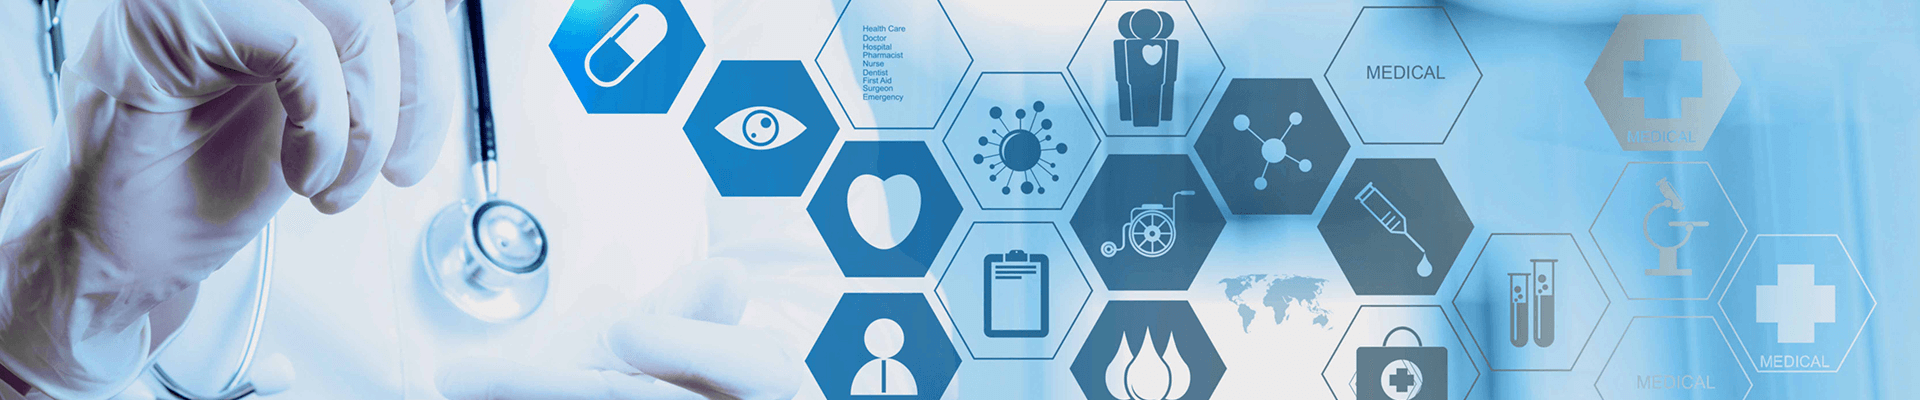 Health Care
Doctor
Hospital
Pharmacist
Nurse
Dentist
First Aid
Surgeon
Emergency
MEDICAL
MEDICAL
MEDICAL
MEDICAL